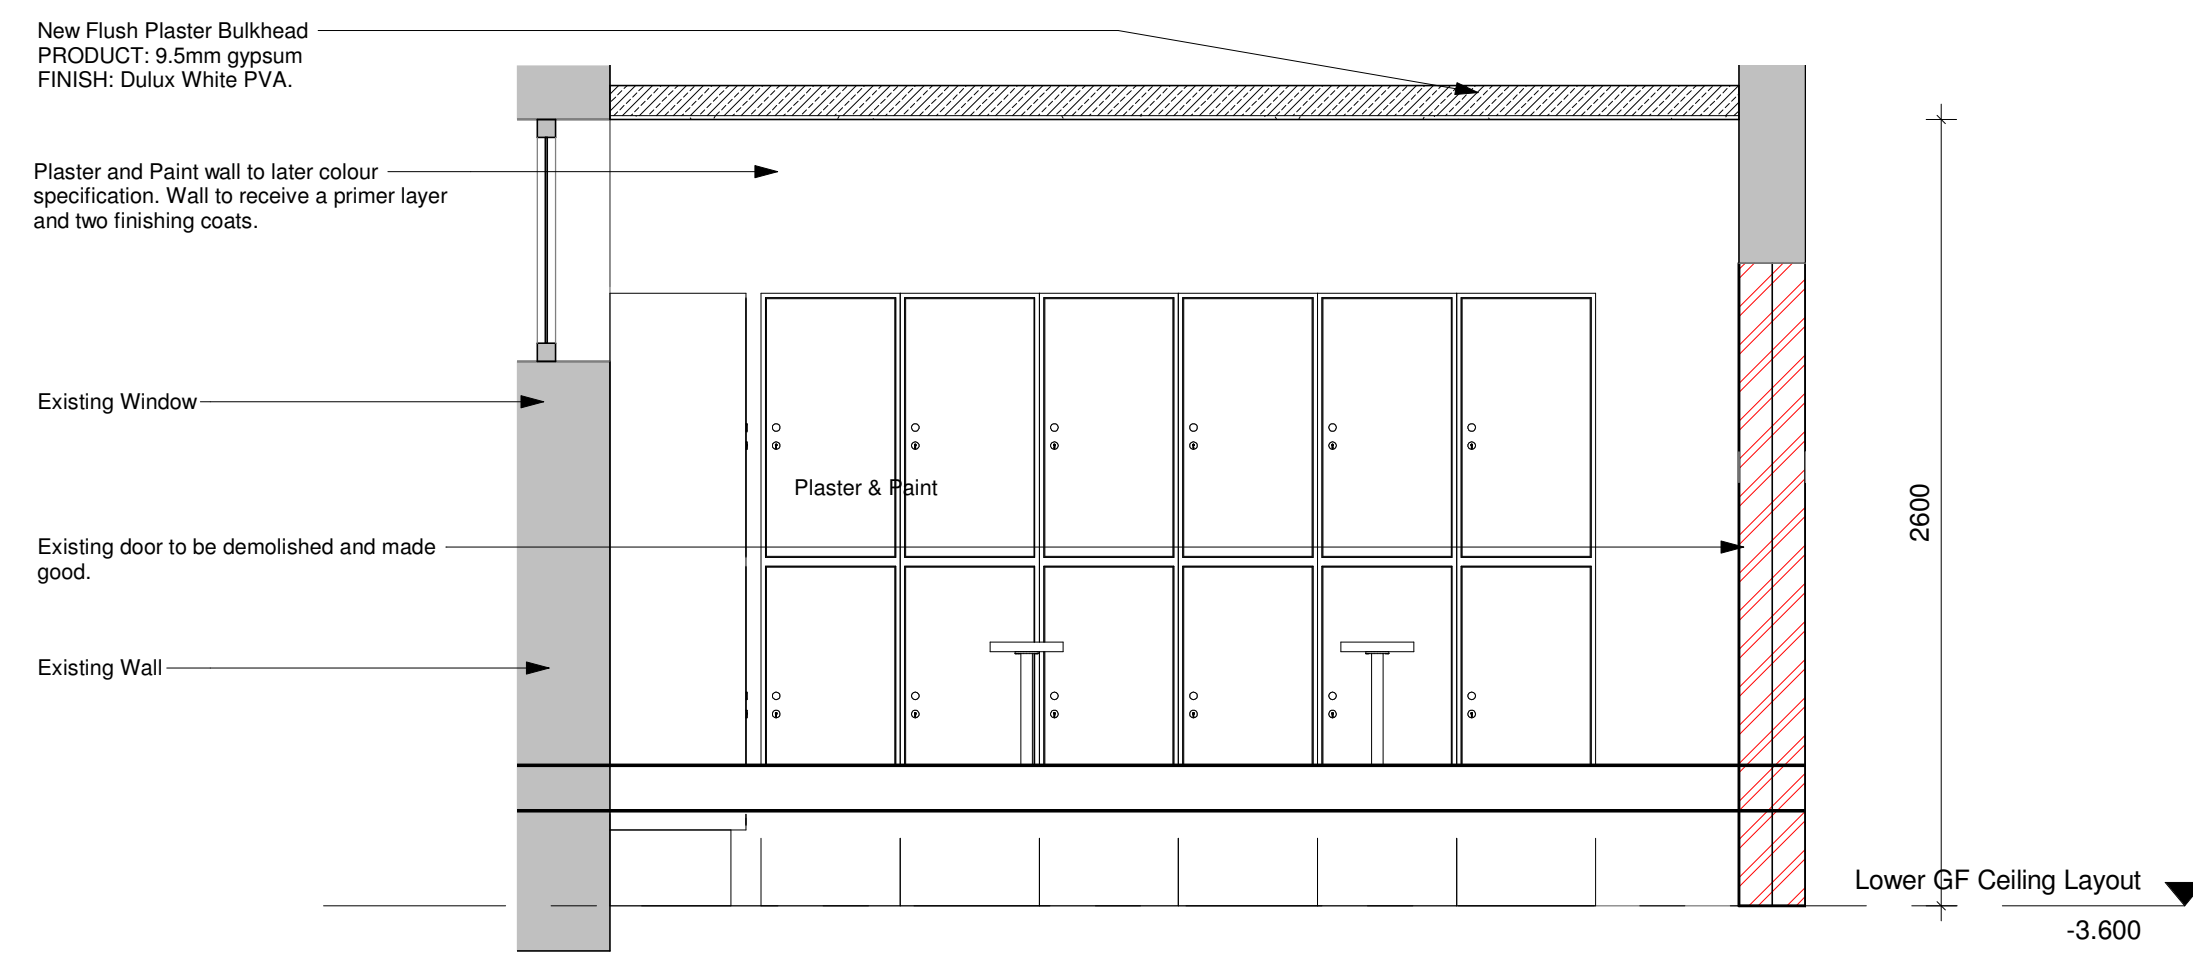 New Flush Plaster Bulkhead
PRODUCT: 9.5mm gypsum
FINISH: Dulux White PVA.
Plaster and Paint wall to later colour
specification. Wall to receive a primer layer
and two finishing coats.
Existing Window
Plaster & Paint
Existing door to be demolished and made
good.
2600
Existing Wall
Lower GF Ceiling Layout
-3.600